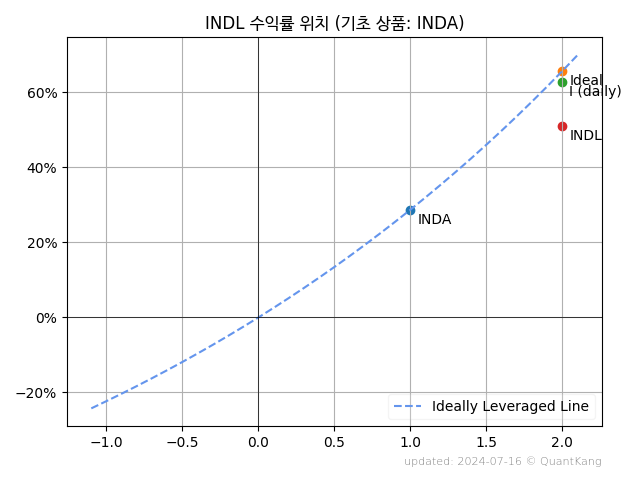 INDL 수익률 위치 (기초 상품: INDA)
60%
40%
20%
0%
−20%
Ideal
I (daily)
INDL
INDA
Ideally Leveraged Line
−1.0 −0.5 0.0 0.5 1.0 1.5 2.0
updated: 2024-07-16 © QuantKang